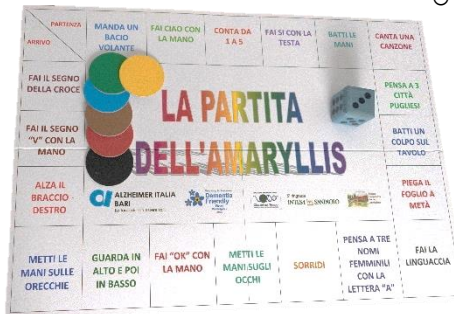 PARTENZA
ARRIVO
MANDA UN
BACIO
VOLANTE
FAI CIAO CON
LA MANO
CONTA DA
1 A 5
FAI SI CON LA
TESTA
BATTI LE
MANI
CANTA UNA
CANZONE
FAI IL SEGNO
DELLA CROCE
PENSA A 3
CITTÀ
PUGLIESI
FAI IL SEGNO
"V" CON LA
MANO
BATTI UN
COLPO SUL
TAVOLO
LA PARTITA
DELL'AMARYLLIS
ALZA IL
BRACCIO
DESTRO
ALZHEIMER ITALIA
BARI
Dementia
Friendly
INTESA SANPAOLO
PIEGA IL
FOGLIO A
METÀ
METTI LE
MANI SULLE
ORECCHIE
GUARDA IN
ALTO E POI
IN BASSO
FAI "OK" CON
LA MANO
METTI LE
MANI SUGLI
OCCHI
SORRIDI
PENSA A TRE
NOMI
FEMMINILI
CON LA
LETTERA "A"
FAI LA
LINGUACCIA